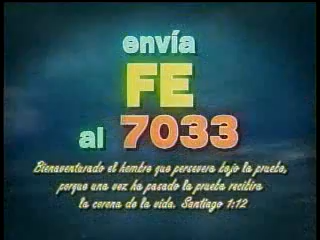 envía
FE
al 7033
Bienaventurado el hombre que persevera bajo la prueba,
porque una vez ha pasado la prueba recibira
la corona de la vida. Santiago 1:12